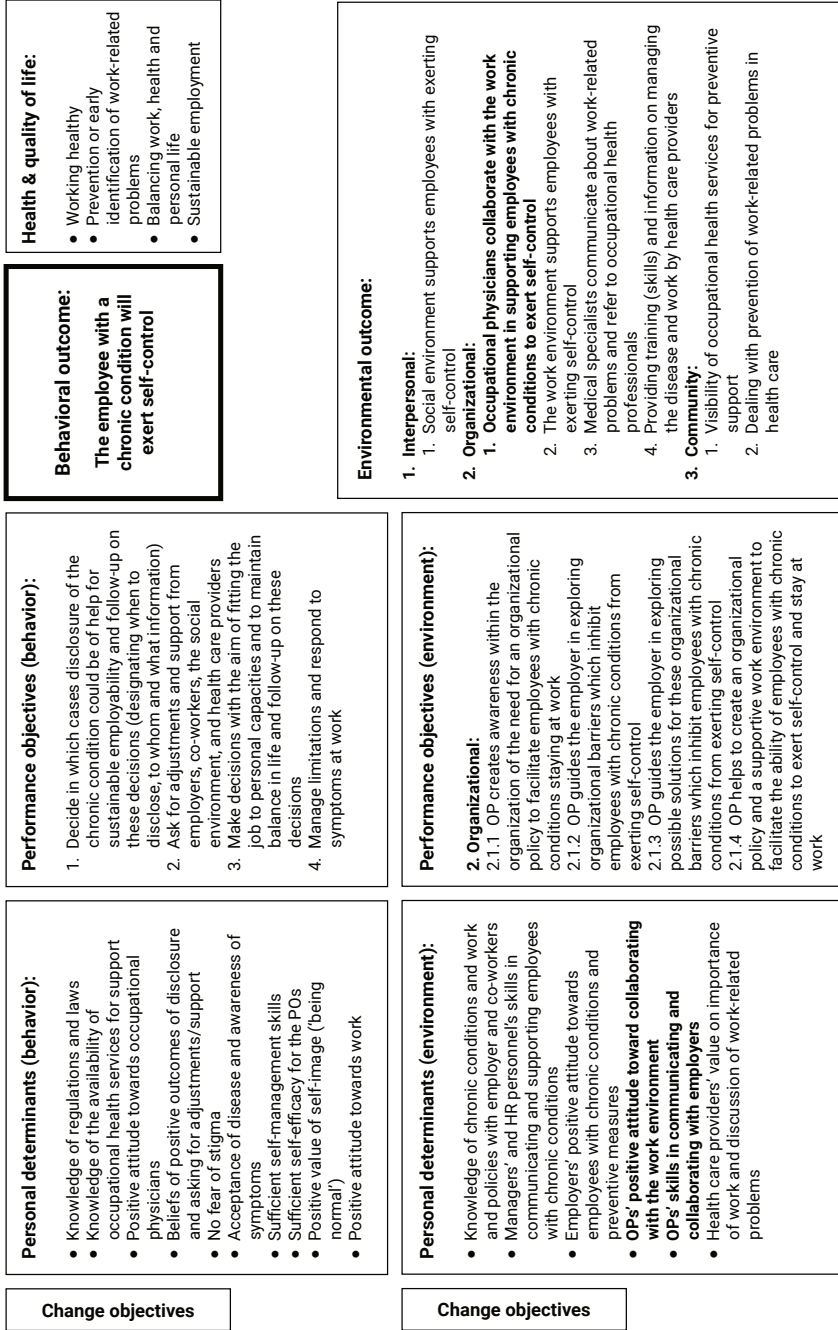 Change objectives
Personal determinants (behavior):
● Knowledge of regulations and laws
● Knowledge of the availability of
occupational health services for support
● Positive attitude towards occupational
physicians
● Beliefs of positive outcomes of disclosure
and asking for adjustments/support
● No fear of stigma
● Acceptance of disease and awareness of
symptoms
● Sufficient self-management skills
● Sufficient self-efficacy for the POs
● Positive value of self-image ('being
normal')
● Positive attitude towards work
Performance objectives (behavior):
1. Decide in which cases disclosure of the
chronic condition could be of help for
sustainable employability and follow-up on
these decisions (designating when to
disclose, to whom and what information)
2. Ask for adjustments and support from
employers, co-workers, the social
environment, and health care providers
3. Make decisions with the aim of fitting the
job to personal capacities and to maintain
balance in life and follow-up on these
decisions
4. Manage limitations and respond to
symptoms at work
Behavioral outcome:
The employee with a
chronic condition will
exert self-control
Health & quality of life:
● Working healthy
● Prevention or early
identification of work-related
problems
● Balancing work, health and
personal life
● Sustainable employment
Change objectives
Personal determinants (environment):
● Knowledge of chronic conditions and work
and policies with employer and co-workers
● Managers' and HR personnel's skills in
communicating and supporting employees
with chronic conditions
● Employers' positive attitude towards
employees with chronic conditions and
preventive measures
● OPs' positive attitude toward collaborating
with the work environment
● OPs' skills in communicating and
collaborating with employers
● Health care providers' value on importance
of work and discussion of work-related
problems
Performance objectives (environment):
2. Organizational:
2.1.1 OP creates awareness within the
organization of the need for an organizational
policy to facilitate employees with chronic
conditions staying at work
2.1.2 OP guides the employer in exploring
organizational barriers which inhibit
employees with chronic conditions from
exerting self-control
2.1.3 OP guides the employer in exploring
possible solutions for these organizational
barriers which inhibit employees with chronic
conditions from exerting self-control
2.1.4 OP helps to create an organizational
policy and a supportive work environment to
facilitate the ability of employees with chronic
conditions to exert self-control and stay at
work
Environmental outcome:
1. Interpersonal:
1. Social environment supports employees with exerting
self-control
2. Organizational:
1. Occupational physicians collaborate with the work
environment in supporting employees with chronic
conditions to exert self-control
2. The work environment supports employees with
exerting self-control
3. Medical specialists communicate about work-related
problems and refer to occupational health
professionals
4. Providing training (skills) and information on managing
the disease and work by health care providers
3. Community:
1. Visibility of occupational health services for preventive
support
2. Dealing with prevention of work-related problems in
health care